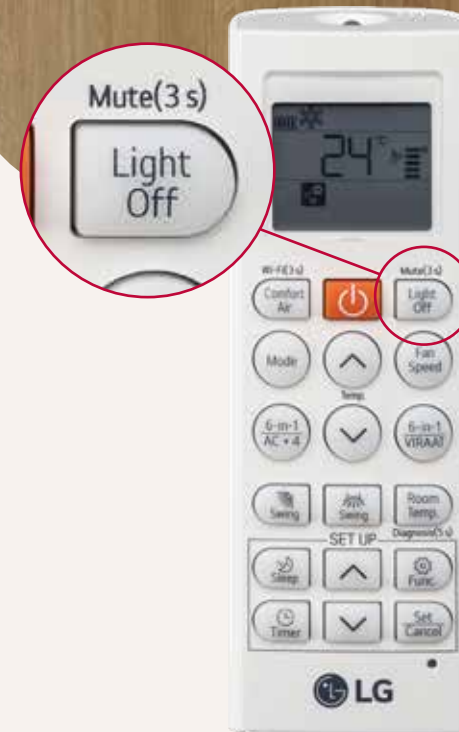 Mute(3 s)
Light
Off
24°c
Wi-Fi(3 s)
Comfort
Air
Mute(3 s)
Light
Off
Mode
Fan
Speed
Temp.
6-in-1
AC + 4
6-in-1
VIRAAT
Swing
Swing
Room
Temp.
Diagnosis(5 s)
SET UP
Sleep
Func.
Timer
Set
Cancel
LG